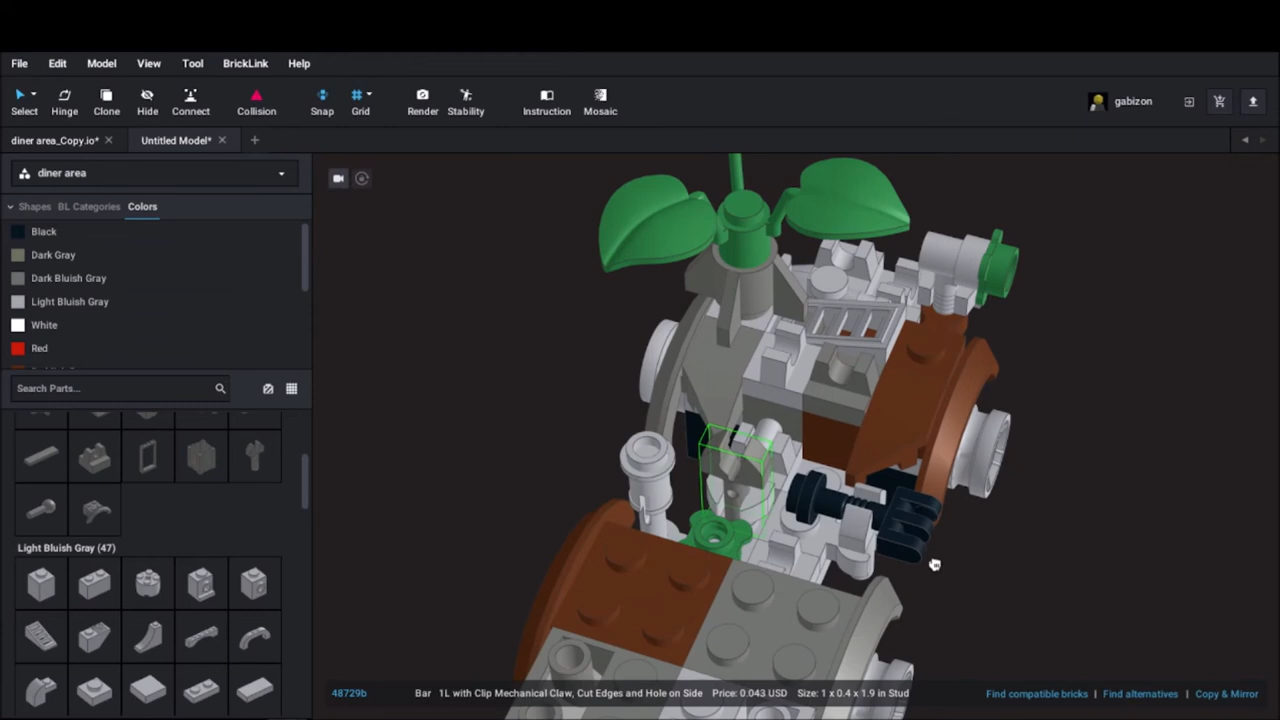 File Edit Model View Tool BrickLink Help
Select Hinge Clone Hide Connect Collision Snap Grid Render Stability Instruction Mosaic gabizon
diner area_Copy.io* Untitled Model*
diner area
Shapes BL Categories Colors
Black
Dark Gray
Dark Bluish Gray
Light Bluish Gray
White
Red
Search Parts...
Light Bluish Gray (47)
48729b Bar 1L with Clip Mechanical Claw, Cut Edges and Hole on Side Price: 0.043 USD Size: 1 x 0.4 x 1.9 in Stud Find compatible bricks Find alternatives Copy & Mirror